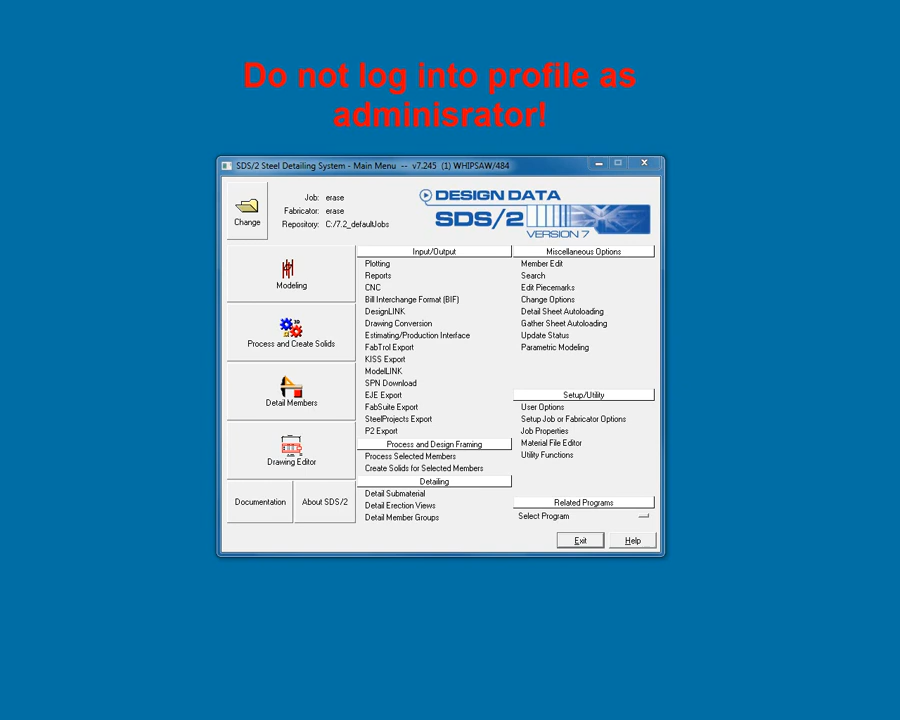 Do not log into profile as
adminisrator!
SDS/2 Steel Detailing System - Main Menu -- v7.245 (1) WHIPSAW/484
Change
Job: erase
Fabricator: erase
Repository: C:/7.2_defaultJobs
DESIGN DATA
SDS/2
VERSION 7
Modeling
Process and Create Solids
Detail Members
Drawing Editor
Documentation
About SDS/2
Input/Output
Plotting
Reports
CNC
Bill Interchange Format (BIF)
DesignLINK
Drawing Conversion
Estimating/Production Interface
FabTrol Export
KISS Export
ModelLINK
SPN Download
EJE Export
FabSuite Export
SteelProjects Export
P2 Export
Process and Design Framing
Process Selected Members
Create Solids for Selected Members
Detailing
Detail Submaterial
Detail Erection Views
Detail Member Groups
Miscellaneous Options
Member Edit
Search
Edit Piecemarks
Change Options
Detail Sheet Autoloading
Gather Sheet Autoloading
Update Status
Parametric Modeling
Setup/Utility
User Options
Setup Job or Fabricator Options
Job Properties
Material File Editor
Utility Functions
Related Programs
Select Program
Exit
Help